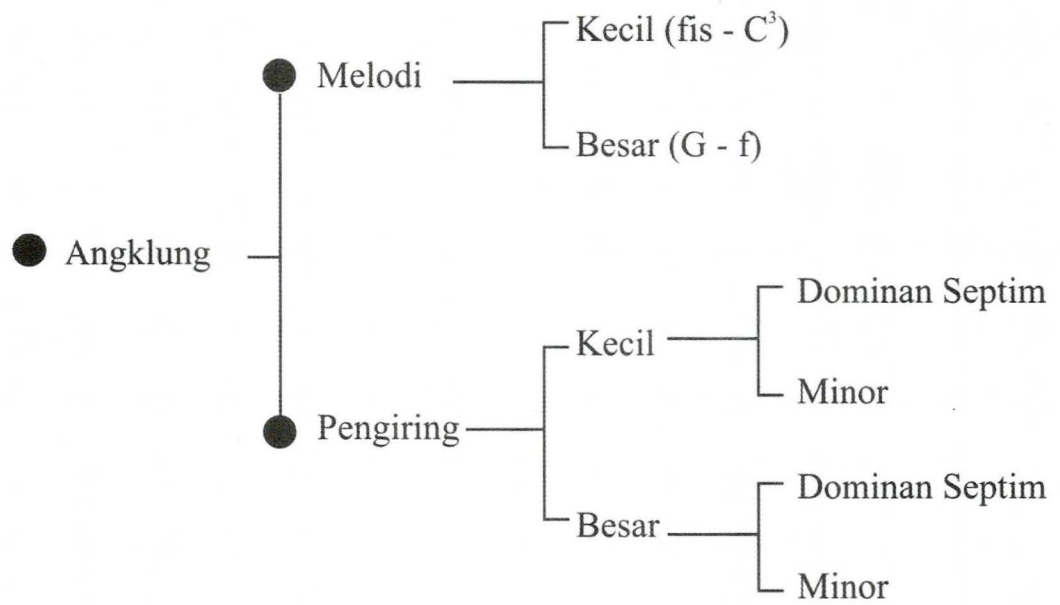 Kecil (fis - C³)
Melodi
Besar (G - f)
Angklung
Dominan Septim
Kecil
Minor
Pengiring
Dominan Septim
Besar
Minor